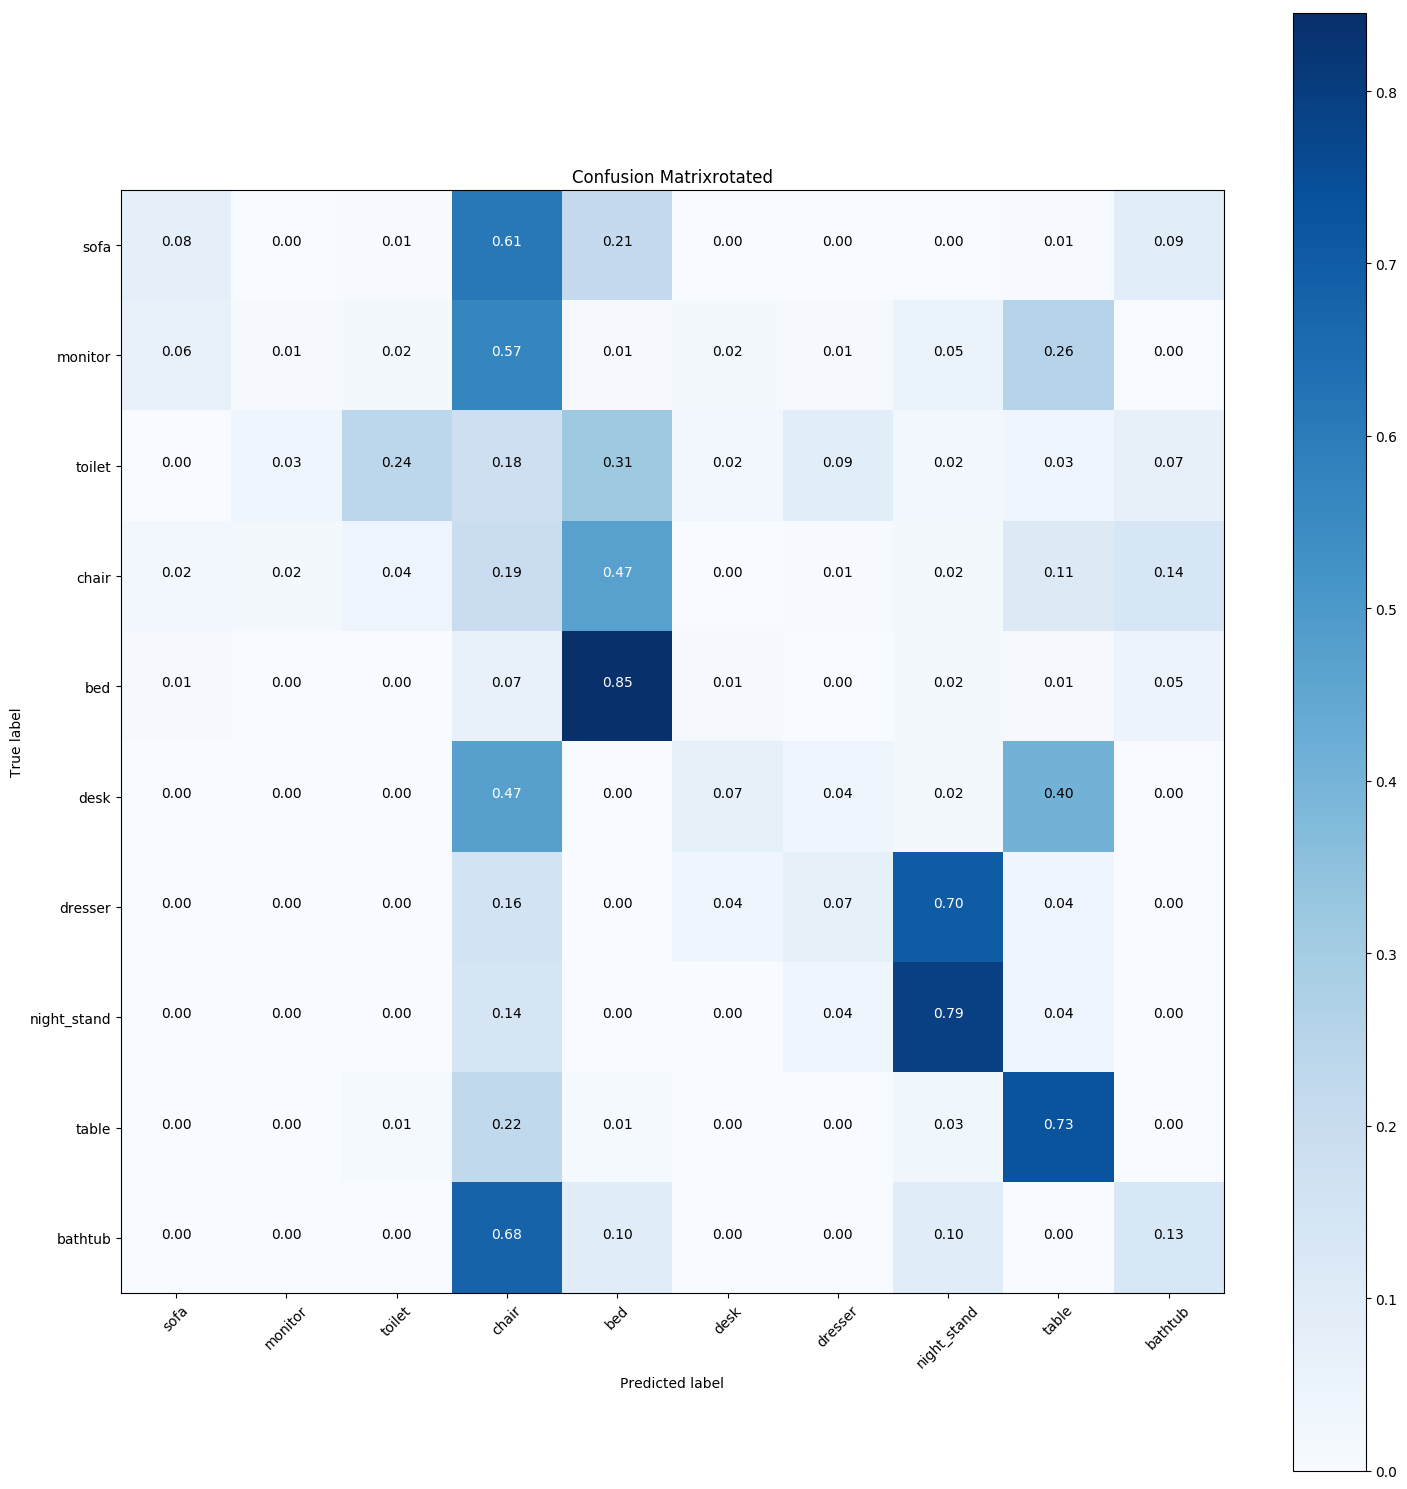 Confusion Matrixrotated
sofa 0.08 0.00 0.01 0.61 0.21 0.00 0.00 0.00 0.01 0.09
monitor 0.06 0.01 0.02 0.57 0.01 0.02 0.01 0.05 0.26 0.00
toilet 0.00 0.03 0.24 0.18 0.31 0.02 0.09 0.02 0.03 0.07
chair 0.02 0.02 0.04 0.19 0.47 0.00 0.01 0.02 0.11 0.14
bed 0.01 0.00 0.00 0.07 0.85 0.01 0.00 0.02 0.01 0.05
desk 0.00 0.00 0.00 0.47 0.00 0.07 0.04 0.02 0.40 0.00
dresser 0.00 0.00 0.00 0.16 0.00 0.04 0.07 0.70 0.04 0.00
night_stand 0.00 0.00 0.00 0.14 0.00 0.00 0.04 0.79 0.04 0.00
table 0.00 0.00 0.01 0.22 0.01 0.00 0.00 0.03 0.73 0.00
bathtub 0.00 0.00 0.00 0.68 0.10 0.00 0.00 0.10 0.00 0.13
sofa monitor toilet chair bed desk dresser night_stand table bathtub
Predicted label
True label
0.8
0.7
0.6
0.5
0.4
0.3
0.2
0.1
0.0